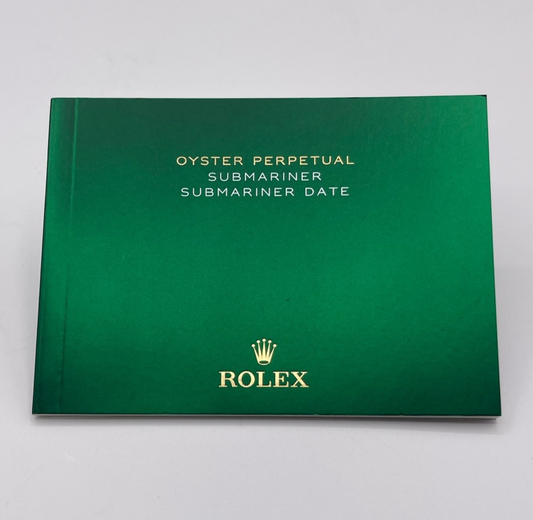 OYSTER PERPETUAL
SUBMARINER
SUBMARINER DATE
ROLEX